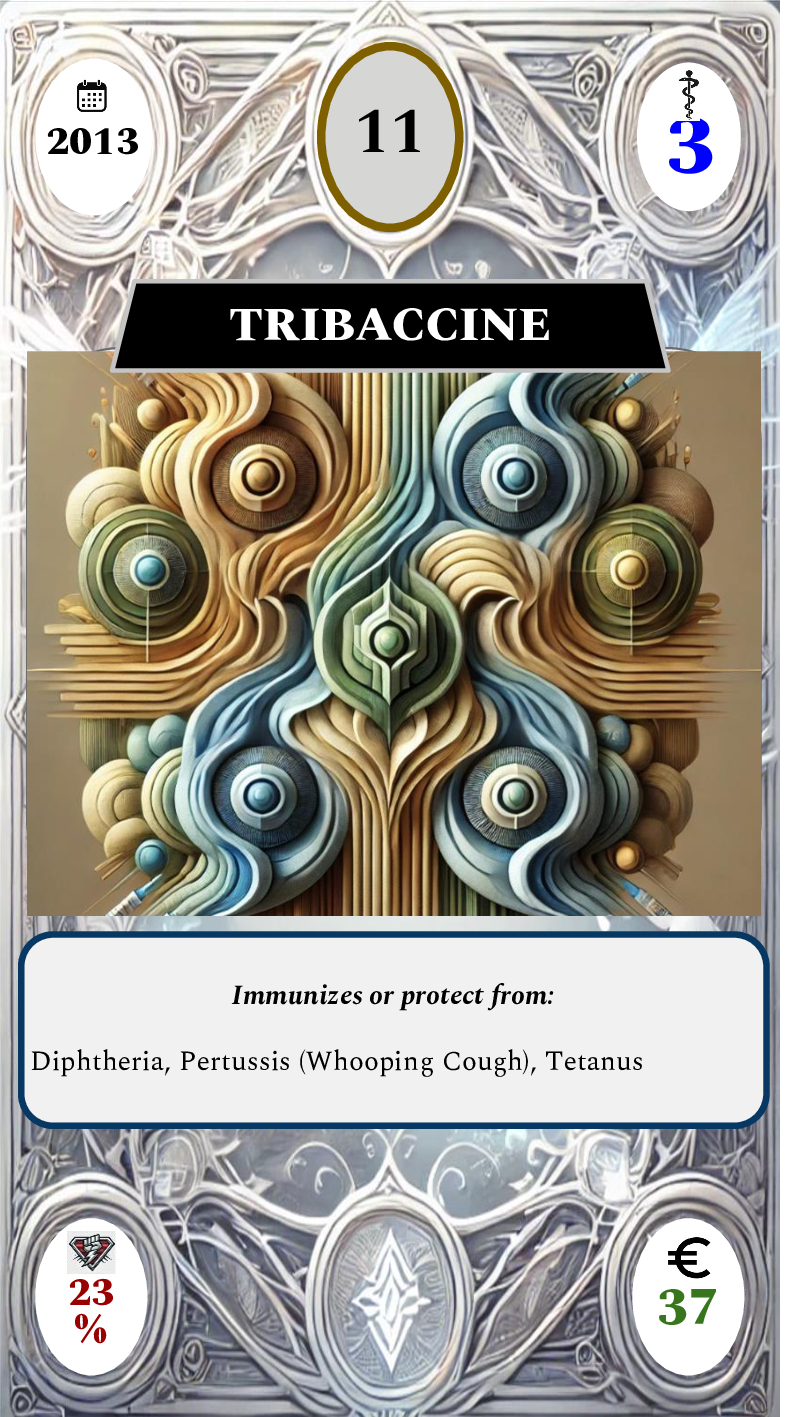 2013
11
3
TRIBACCINE
Immunizes or protect from:
Diphtheria, Pertussis (Whooping Cough), Tetanus
23
%
€
37